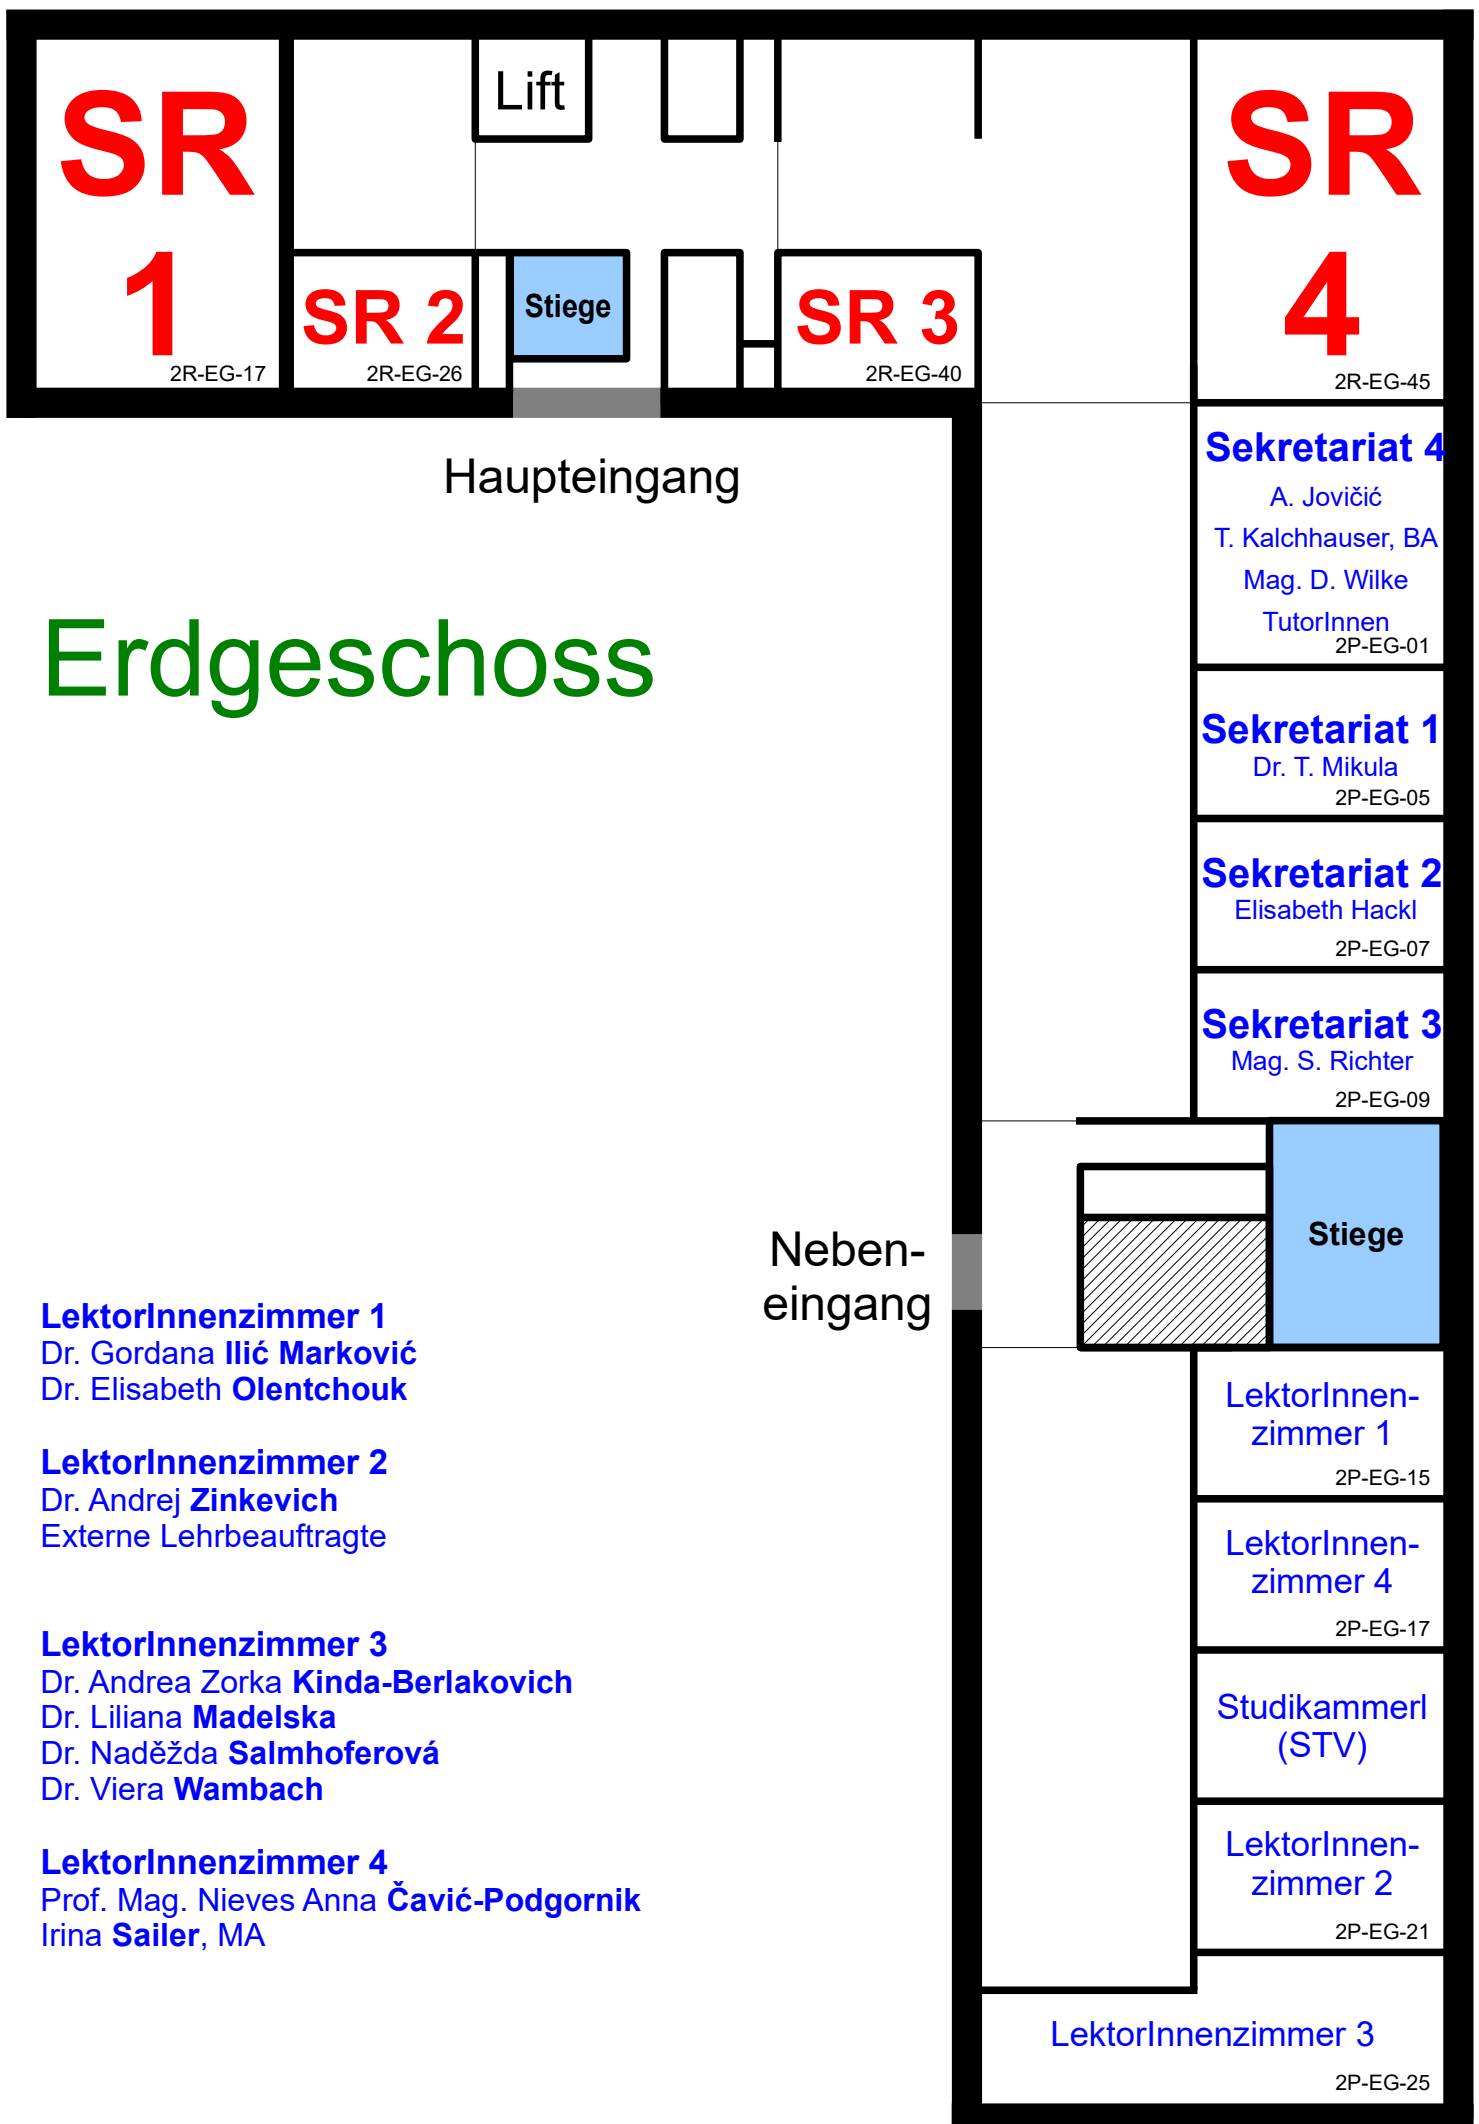 SR
1
2R-EG-17
Lift
SR 2
2R-EG-26
Stiege
SR 3
2R-EG-40
SR
4
2R-EG-45
Haupteingang
Erdgeschoss
Sekretariat 4
A. Jovičić
T. Kalchhauser, BA
Mag. D. Wilke
TutorInnen
2P-EG-01
Sekretariat 1
Dr. T. Mikula
2P-EG-05
Sekretariat 2
Elisabeth Hackl
2P-EG-07
Sekretariat 3
Mag. S. Richter
2P-EG-09
Stiege
Neben-
eingang
LektorInnenzimmer 1
Dr. Gordana Ilić Marković
Dr. Elisabeth Olentchouk
LektorInnenzimmer 2
Dr. Andrej Zinkevich
Externe Lehrbeauftragte
LektorInnenzimmer 3
Dr. Andrea Zorka Kinda-Berlakovich
Dr. Liliana Madelska
Dr. Naděžda Salmhoferová
Dr. Viera Wambach
LektorInnenzimmer 4
Prof. Mag. Nieves Anna Čavić-Podgornik
Irina Sailer, MA
LektorInnen-
zimmer 1
2P-EG-15
LektorInnen-
zimmer 4
2P-EG-17
Studikammerl
(STV)
LektorInnen-
zimmer 2
2P-EG-21
LektorInnenzimmer 3
2P-EG-25